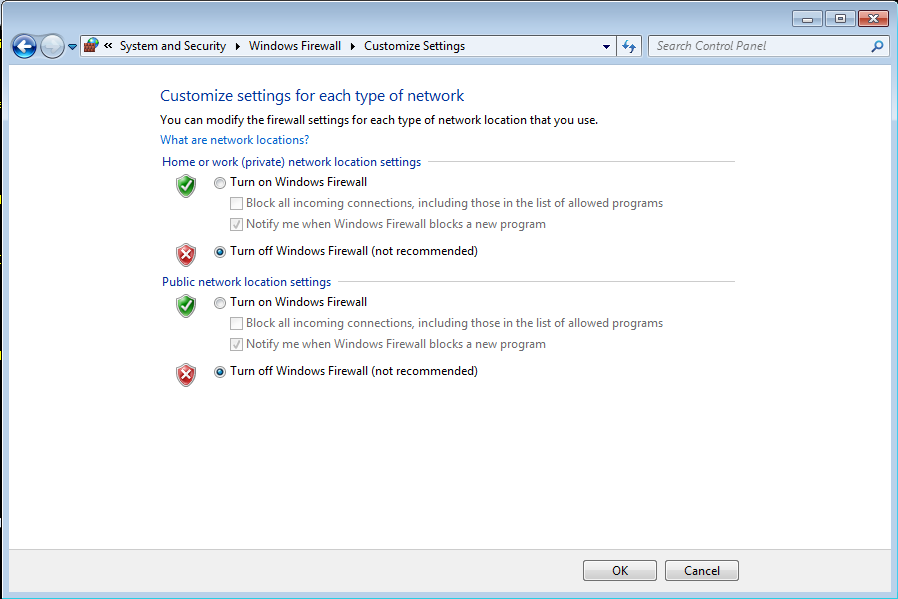 « System and Security Windows Firewall Customize Settings Search Control Panel
Customize settings for each type of network
You can modify the firewall settings for each type of network location that you use.
What are network locations?
Home or work (private) network location settings
Turn on Windows Firewall
Block all incoming connections, including those in the list of allowed programs
Notify me when Windows Firewall blocks a new program
Turn off Windows Firewall (not recommended)
Public network location settings
Turn on Windows Firewall
Block all incoming connections, including those in the list of allowed programs
Notify me when Windows Firewall blocks a new program
Turn off Windows Firewall (not recommended)
OK Cancel